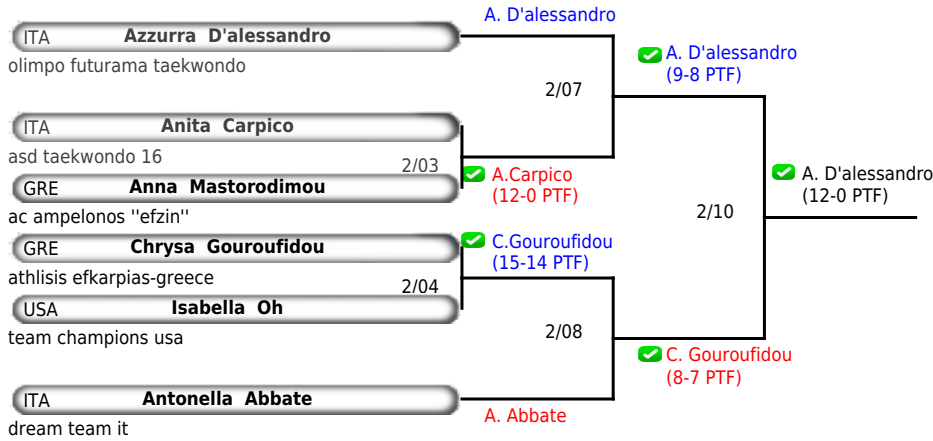 A. D'alessandro
ITA Azzurra D'alessandro
olimpo futurama taekwondo
A. D'alessandro
(9-8 PTF)
2/07
ITA Anita Carpico
asd taekwondo 16
2/03
GRE Anna Mastorodimou
ac ampelonos ''efzin''
A.Carpico
(12-0 PTF)
A. D'alessandro
(12-0 PTF)
2/10
GRE Chrysa Gouroufidou
athlisis efkarpias-greece
C.Gouroufidou
(15-14 PTF)
2/04
USA Isabella Oh
team champions usa
2/08
C. Gouroufidou
(8-7 PTF)
ITA Antonella Abbate
dream team it
A. Abbate